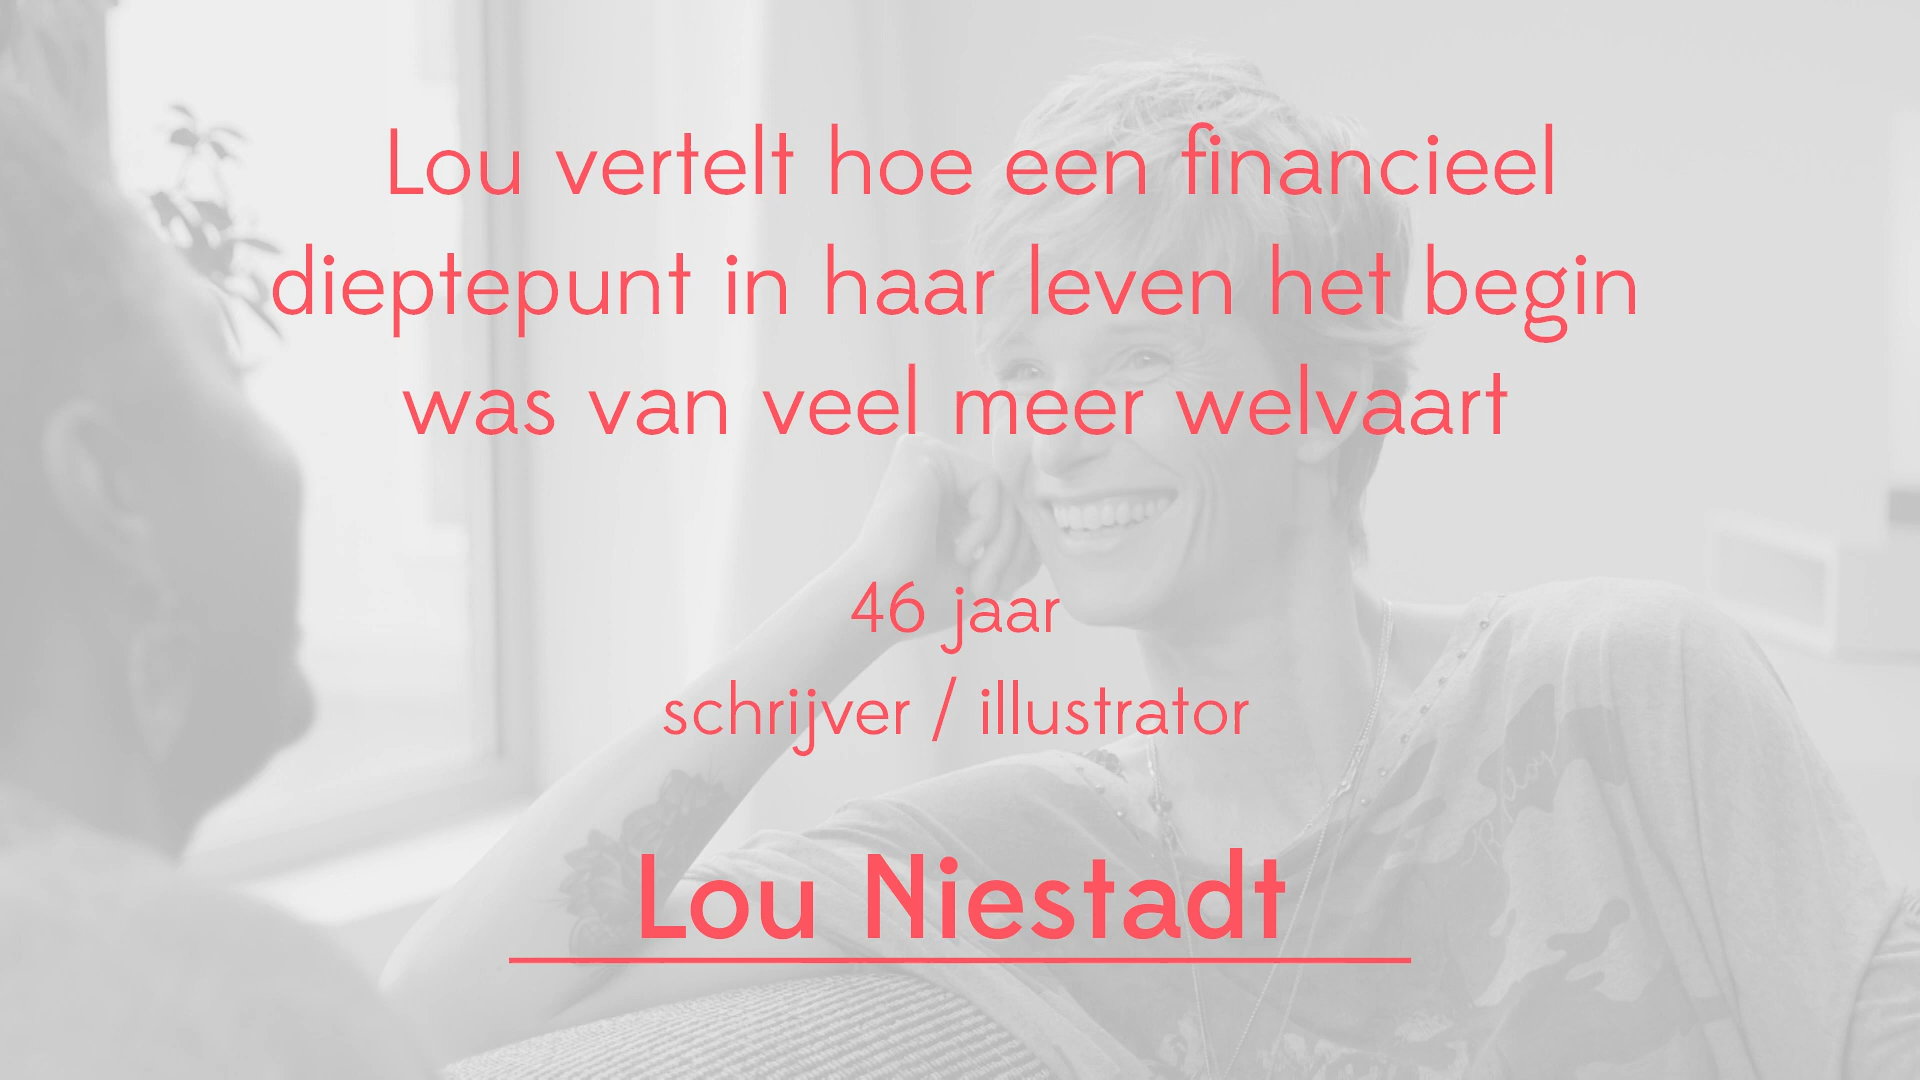 Lou vertelt hoe een financieel
dieptepunt in haar leven het begin
was van veel meer welvaart
46 jaar
schrijver / illustrator
Lou Niestadt